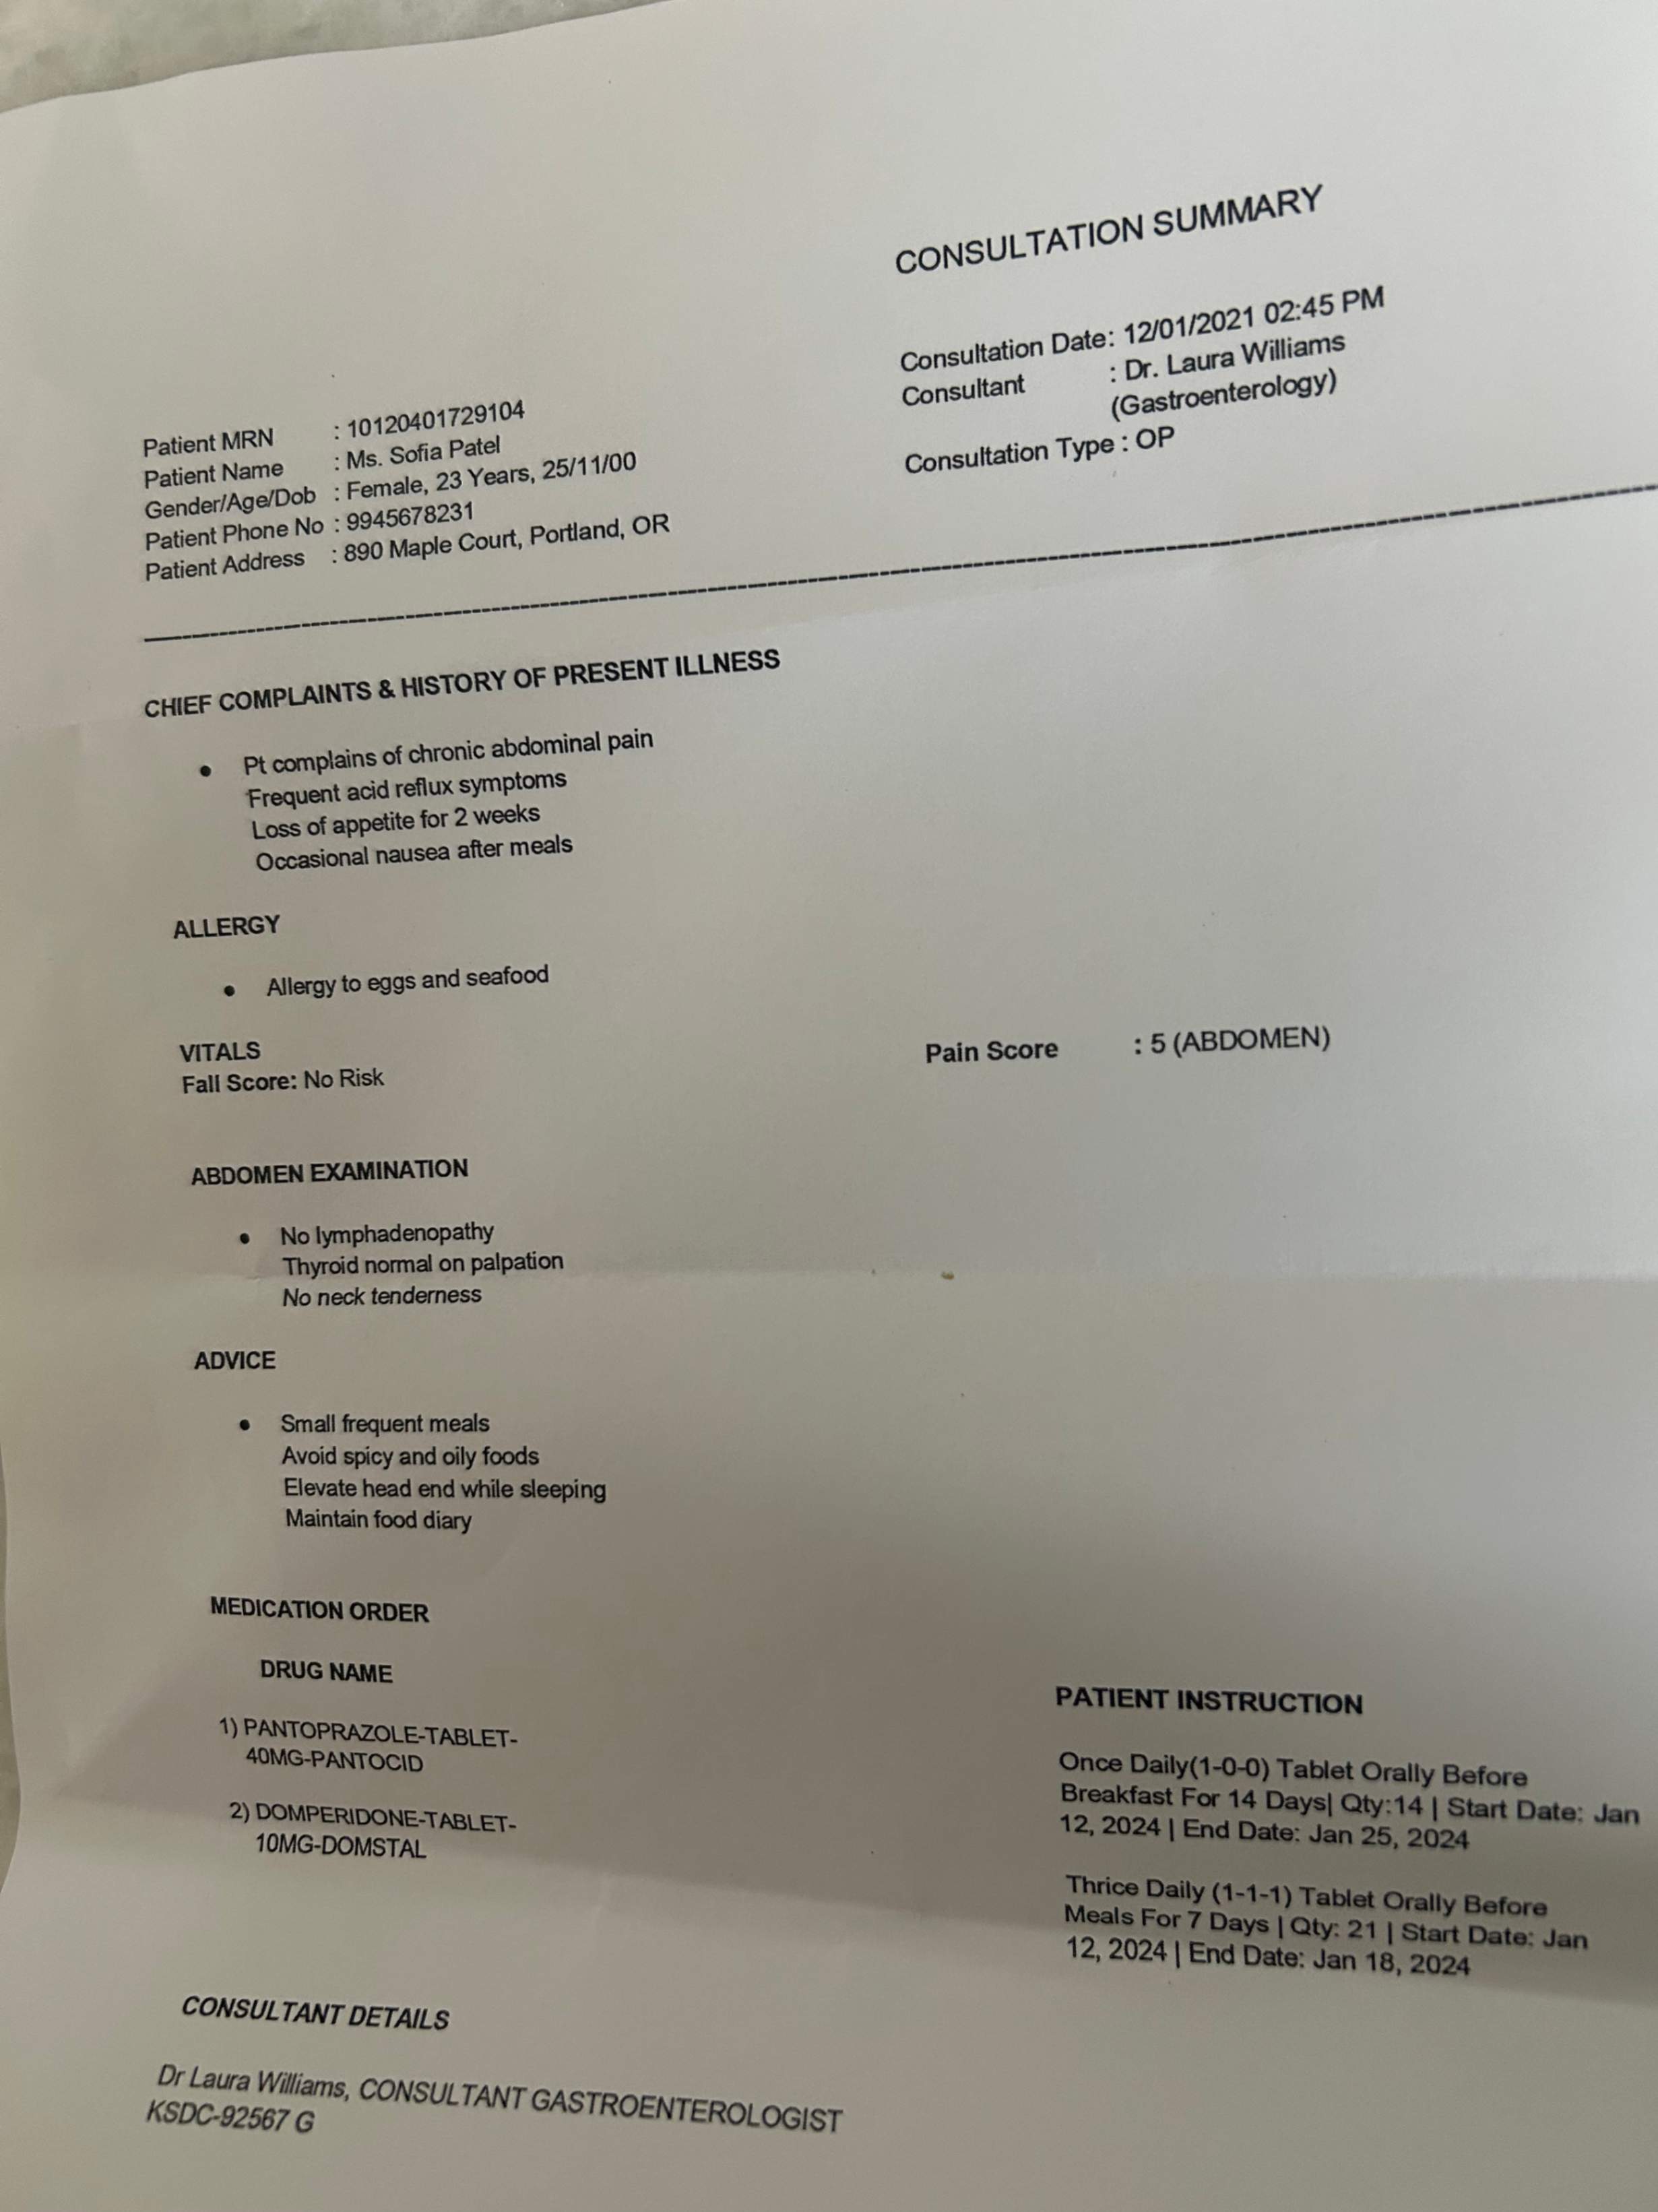 CONSULTATION SUMMARY
Consultation Date: 12/01/2021 02:45 PM
Consultant : Dr. Laura Williams
(Gastroenterology)
Consultation Type : OP
Patient MRN : 10120401729104
Patient Name : Ms. Sofia Patel
Gender/Age/Dob : Female, 23 Years, 25/11/00
Patient Phone No : 9945678231
Patient Address : 890 Maple Court, Portland, OR
CHIEF COMPLAINTS & HISTORY OF PRESENT ILLNESS
• Pt complains of chronic abdominal pain
Frequent acid reflux symptoms
Loss of appetite for 2 weeks
Occasional nausea after meals
ALLERGY
• Allergy to eggs and seafood
VITALS
Fall Score: No Risk
Pain Score : 5 (ABDOMEN)
ABDOMEN EXAMINATION
• No lymphadenopathy
Thyroid normal on palpation
No neck tenderness
ADVICE
• Small frequent meals
Avoid spicy and oily foods
Elevate head end while sleeping
Maintain food diary
MEDICATION ORDER
DRUG NAME
1) PANTOPRAZOLE-TABLET-
40MG-PANTOCID
2) DOMPERIDONE-TABLET-
10MG-DOMSTAL
PATIENT INSTRUCTION
Once Daily(1-0-0) Tablet Orally Before
Breakfast For 14 Days| Qty:14 | Start Date: Jan
12, 2024 | End Date: Jan 25, 2024
Thrice Daily (1-1-1) Tablet Orally Before
Meals For 7 Days | Qty: 21 | Start Date: Jan
12, 2024 | End Date: Jan 18, 2024
CONSULTANT DETAILS
Dr Laura Williams, CONSULTANT GASTROENTEROLOGIST
KSDC-92567 G